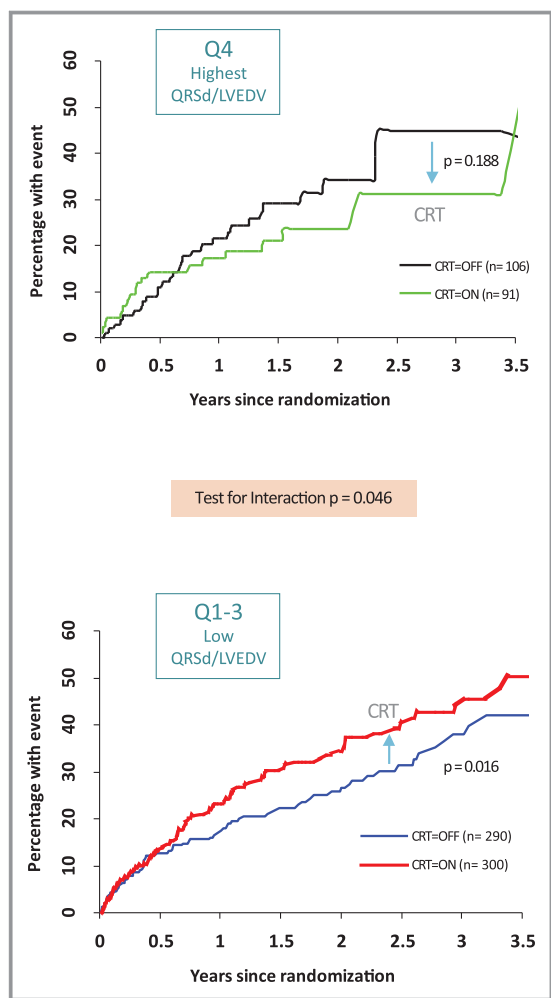 Q4
Highest
QRSd/LVEDV
Percentage with event
60
50
40
30
20
10
0
p = 0.188
CRT
CRT=OFF (n= 106)
CRT=ON (n= 91)
0 0.5 1 1.5 2 2.5 3 3.5
Years since randomization
Test for Interaction p = 0.046
Q1-3
Low
QRSd/LVEDV
Percentage with event
60
50
40
30
20
10
0
CRT
p = 0.016
CRT=OFF (n= 290)
CRT=ON (n= 300)
0 0.5 1 1.5 2 2.5 3 3.5
Years since randomization